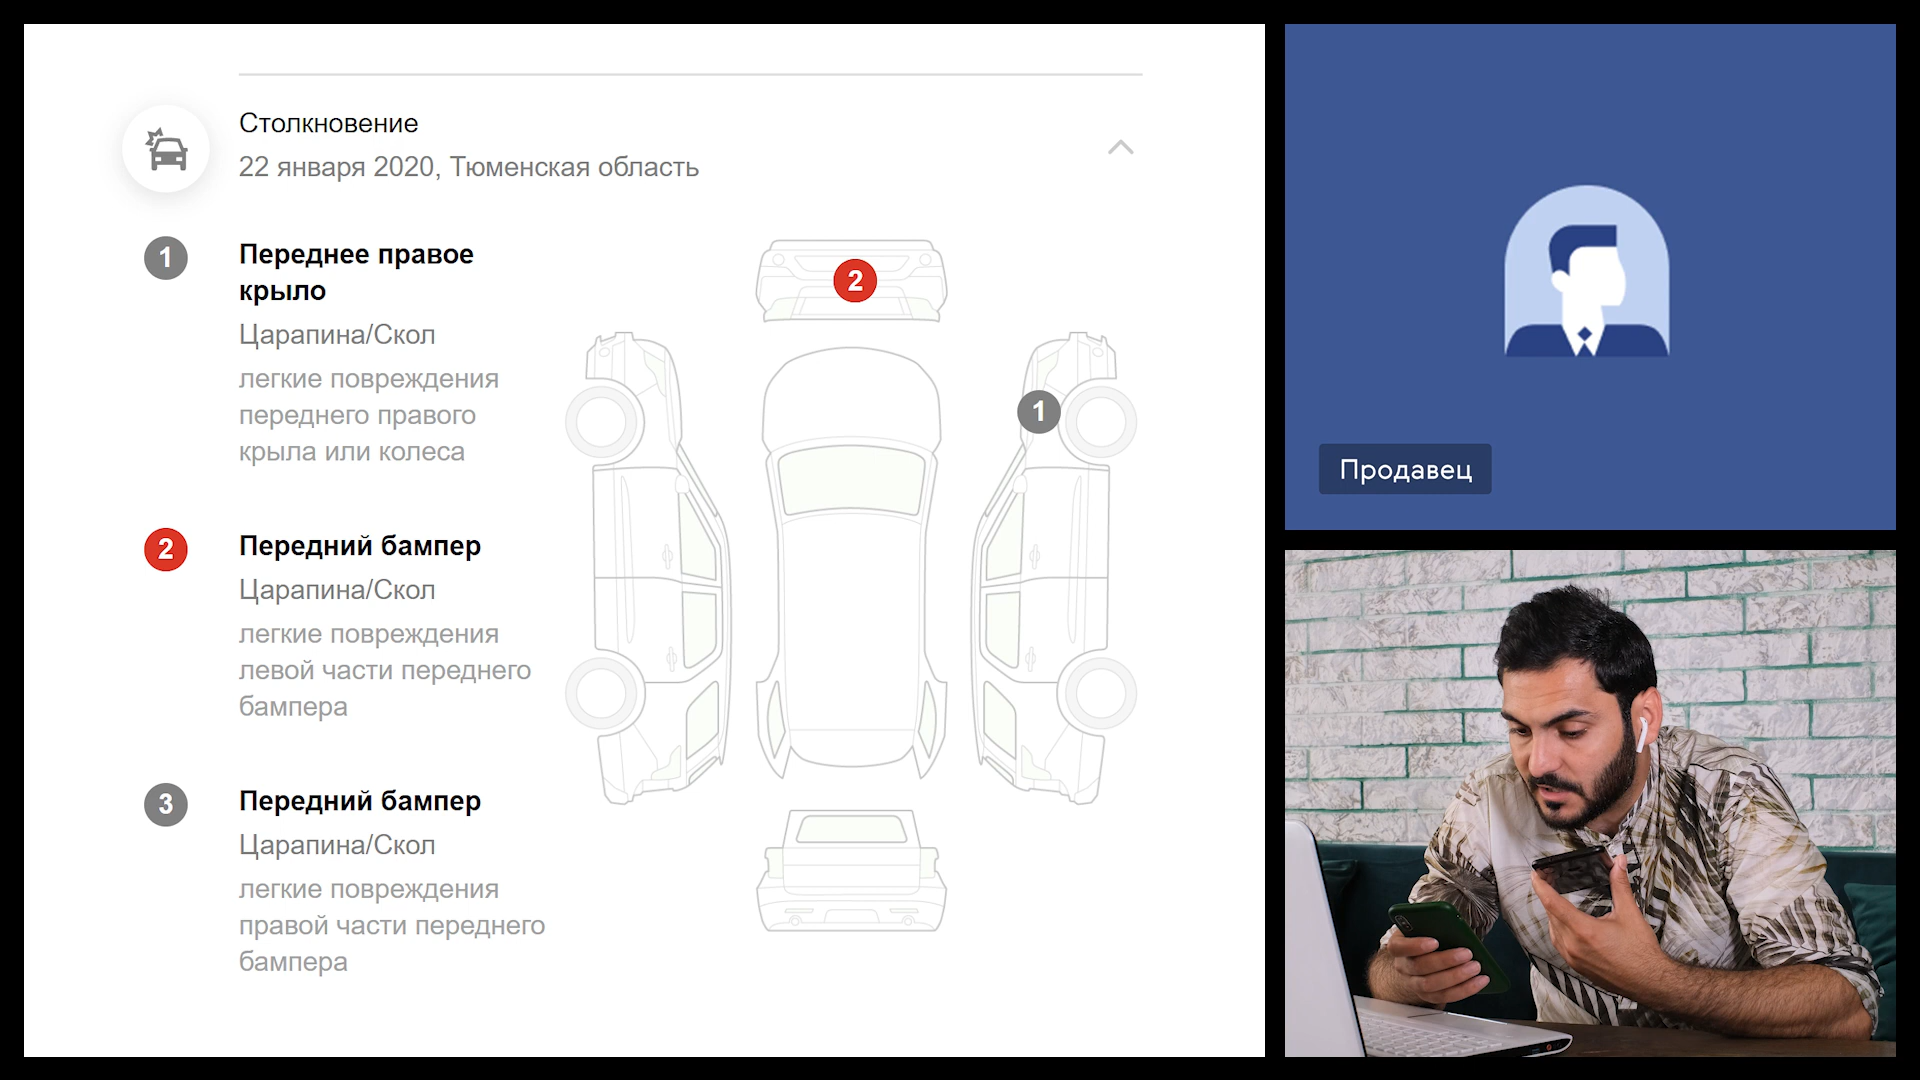 Столкновение
22 января 2020, Тюменская область
1
Переднее правое
крыло
Царапина/Скол
легкие повреждения
переднего правого
крыла или колеса
2
Передний бампер
Царапина/Скол
легкие повреждения
левой части переднего
бампера
3
Передний бампер
Царапина/Скол
легкие повреждения
правой части переднего
бампера
2
1
Продавец